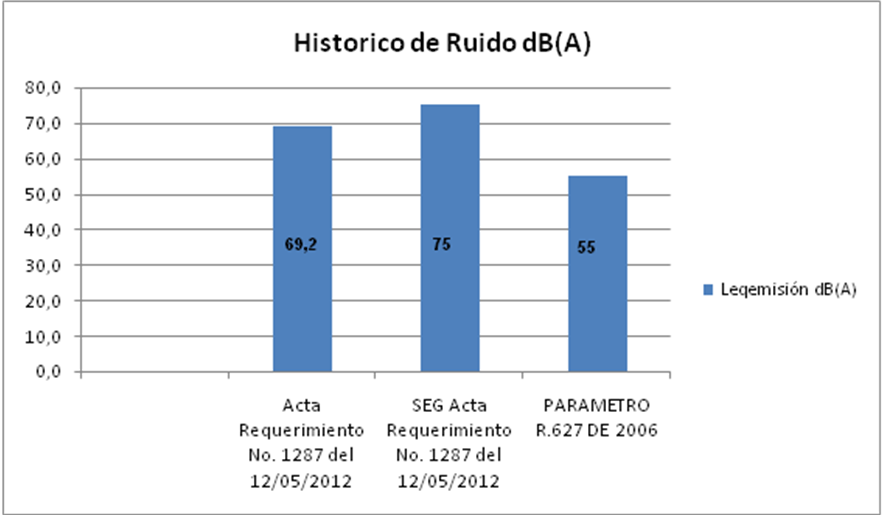 Historico de Ruido dB(A)
80,0
70,0
60,0
50,0
40,0
30,0
20,0
10,0
0,0
69,2
75
55
Leqemisión dB(A)
Acta
Requerimiento
No. 1287 del
12/05/2012
SEG Acta
Requerimiento
No. 1287 del
12/05/2012
PARAMETRO
R.627 DE 2006